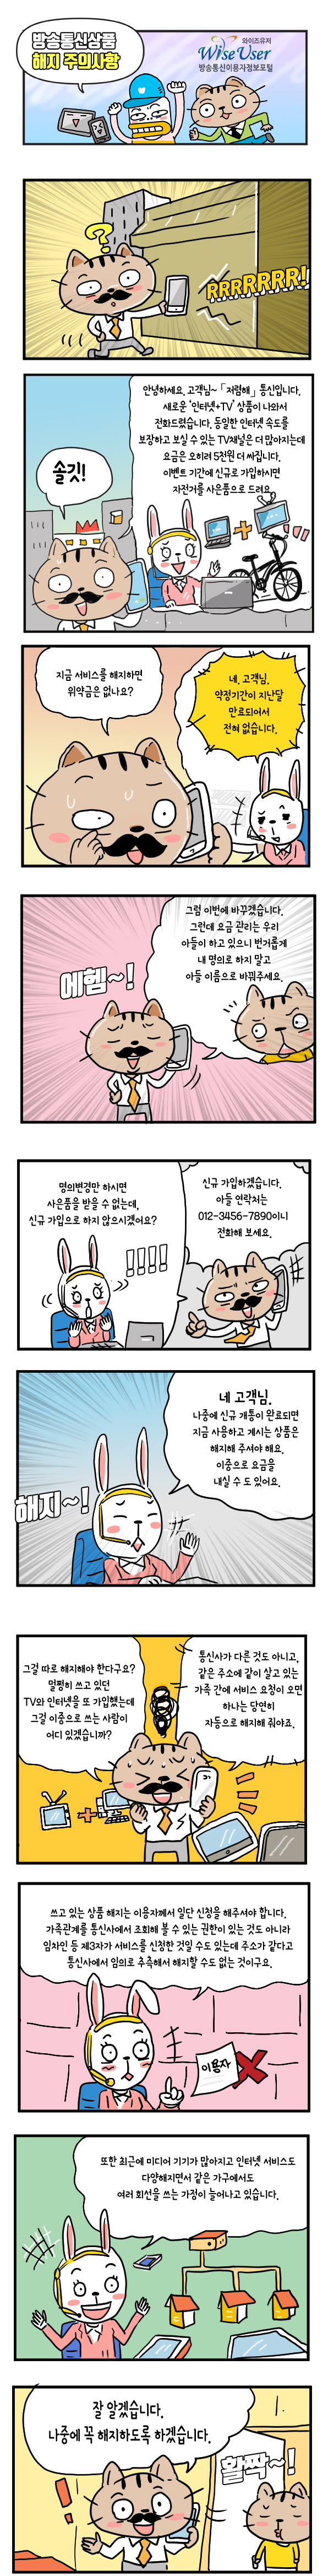 방송통신상품
해지 주의사항
와이즈유저
WiseUser
방송통신이용자정보포털
?
RRRRRRR!
안녕하세요. 고객님~「저렴해」통신입니다.
새로운 '인터넷+TV' 상품이 나와서
전화드렸습니다. 동일한 인터넷 속도를
보장하고 보실 수 있는 TV채널은 더 많아지는데
요금은 오히려 5천원 더 싸집니다.
이벤트 기간에 신규로 가입하시면
자전거를 사은품으로 드려요.
솔깃!
지금 서비스를 해지하면
위약금은 없나요?
네. 고객님.
약정기간이 지난달
만료되어서
전혀 없습니다.
그럼 이번에 바꾸겠습니다.
그런데 요금 관리는 우리
아들이 하고 있으니 번거롭게
내 명의로 하지 말고
아들 이름으로 바꿔주세요.
에헴~!
명의변경만 하시면
사은품을 받을 수 없는데,
신규 가입으로 하지 않으시겠어요?
!!!!
신규 가입하겠습니다.
아들 연락처는
012-3456-7890이니
전화해 보세요.
네 고객님.
나중에 신규 개통이 완료되면
지금 사용하고 계시는 상품은
해지해 주셔야 해요.
이중으로 요금을
내실 수 도 있어요.
해지~!
그걸 따로 해지해야 한다구요?
멀쩡히 쓰고 있던
TV와 인터넷을 또 가입했는데
그걸 이중으로 쓰는 사람이
어디 있겠습니까?
통신사가 다른 것도 아니고,
같은 주소에 같이 살고 있는
가족 간에 서비스 요청이 오면
하나는 당연히
자동으로 해지해 줘야죠.
쓰고 있는 상품 해지는 이용자께서 일단 신청을 해주셔야 합니다.
가족관계를 통신사에서 조회해 볼 수 있는 권한이 있는 것도 아니라
임차인 등 제3자가 서비스를 신청한 것일 수도 있는데 주소가 같다고
통신사에서 임의로 추측해서 해지할 수도 없는 것이구요.
이용자
또한 최근에 미디어 기기가 많아지고 인터넷 서비스도
다양해지면서 같은 가구에서도
여러 회선을 쓰는 가정이 늘어나고 있습니다.
잘 알겠습니다.
나중에 꼭 해지하도록 하겠습니다.
활짝~!